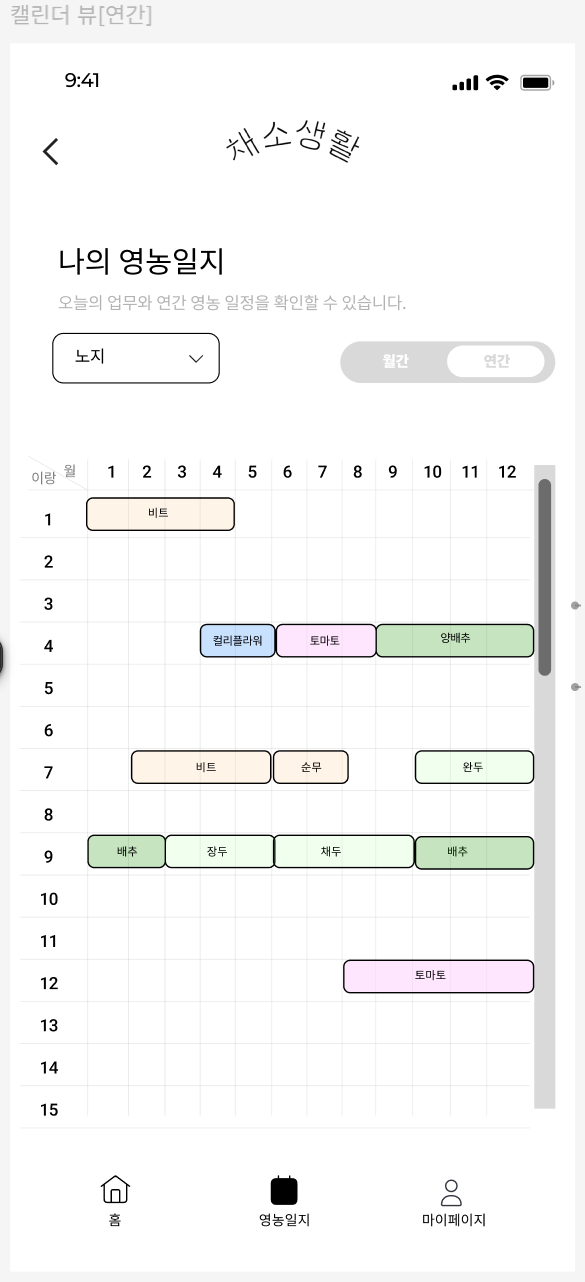 캘린더 뷰[연간]
9:41
채소생활
나의 영농일지
오늘의 업무와 연간 영농 일정을 확인할 수 있습니다.
노지
월간 연간
이랑 월 1 2 3 4 5 6 7 8 9 10 11 12
1 비트
2
3
4 컬리플라워 토마토 양배추
5
6
7 비트 순무 완두
8
9 배추 장두 채두 배추
10
11
12 토마토
13
14
15
홈 영농일지 마이페이지